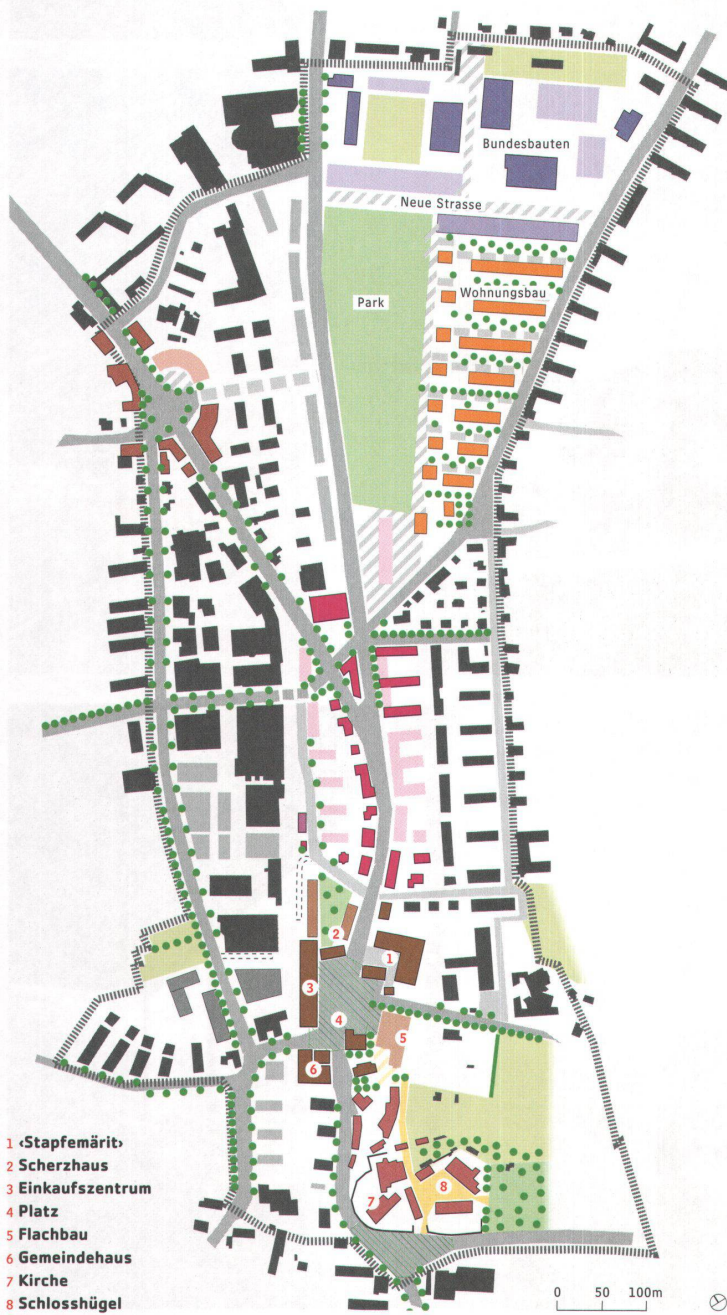 Bundesbauten
Neue Strasse
Park
Wohnungsbau
1
2
3
4
5
6
7
8
1 ‹Stapfemärit›
2 Scherzhaus
3 Einkaufszentrum
4 Platz
5 Flachbau
6 Gemeindehaus
7 Kirche
8 Schlosshügel
0 50 100m